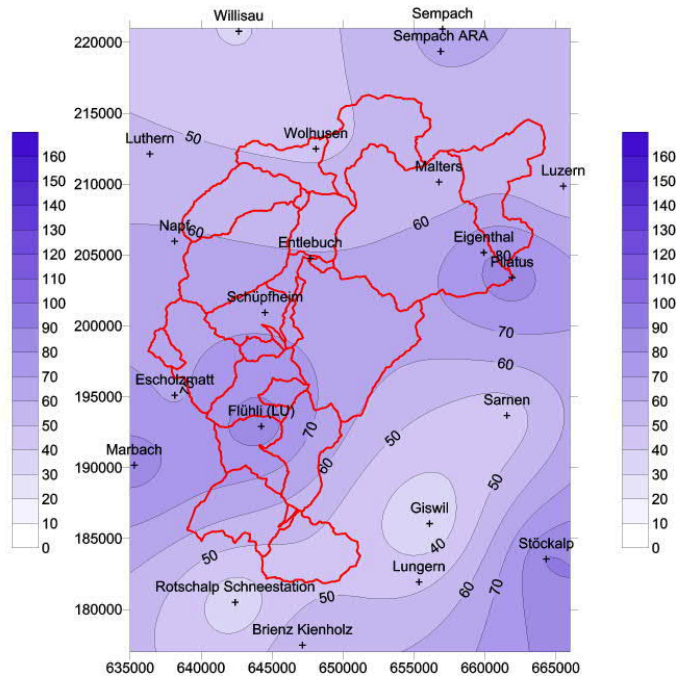 Willisau
Sempach
220000
Sempach ARA
215000
50
Wolhusen
Luthern
160
160
150
150
Malters
Luzern
140
210000
140
130
130
Napf
60
60
120
120
Eigenthal
205000
Entlebuch
80
110
110
Pilatus
100
100
Schüpfheim
90
200000
90
70
80
80
60
70
70
Escholzmatt
70
195000
Sarnen
60
60
Flühli (LU)
50
50
70
50
40
Marbach
60
40
50
30
190000
30
20
20
Giswil
10
10
40
Stöckalp
0
185000
0
50
Lungern
60
70
Rotschalp Schneestation
50
180000
Brienz Kienholz
635000 640000 645000 650000 655000 660000 665000